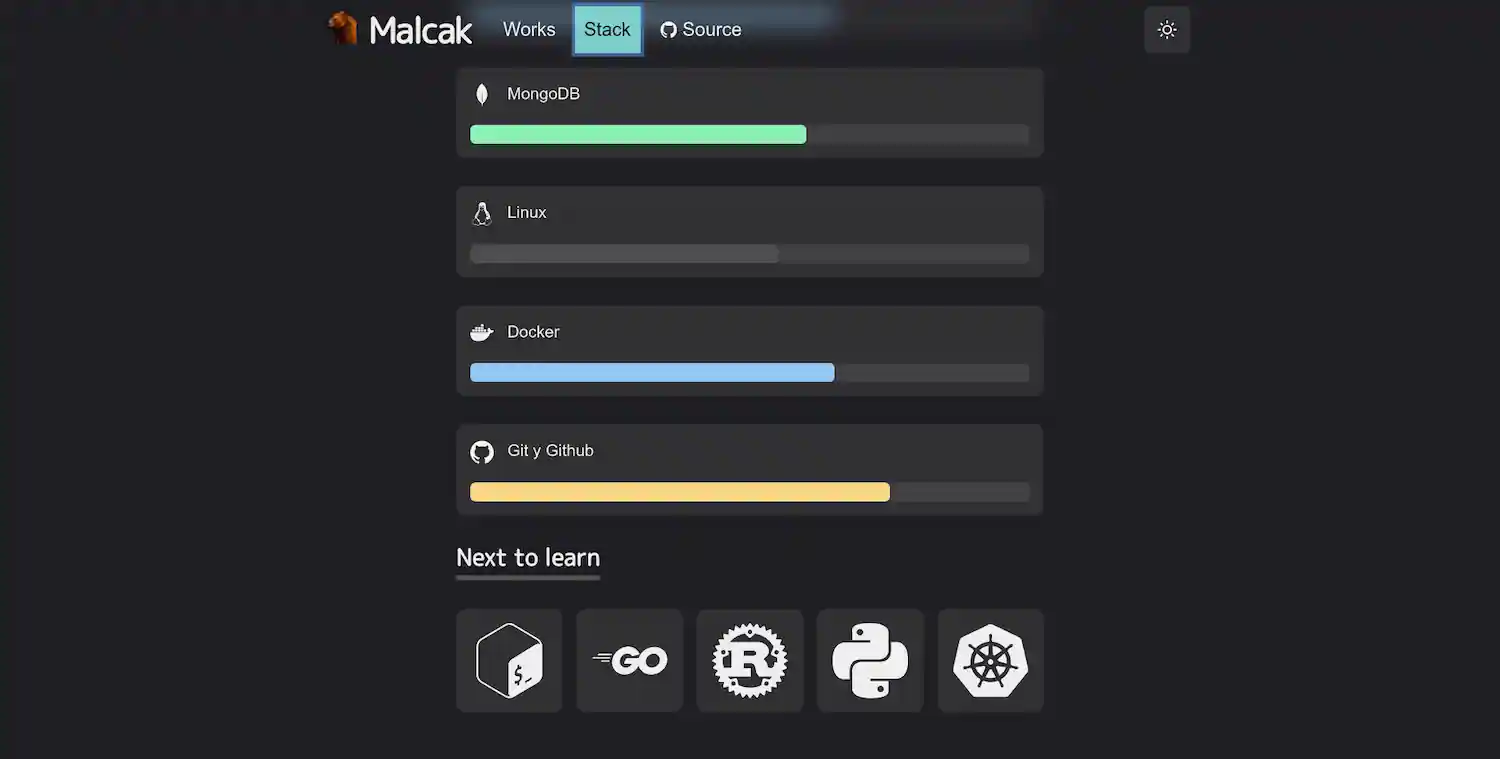 Malcak
Works
Stack
Source
MongoDB
Linux
Docker
Git y Github
Next to learn
$_
GO
R